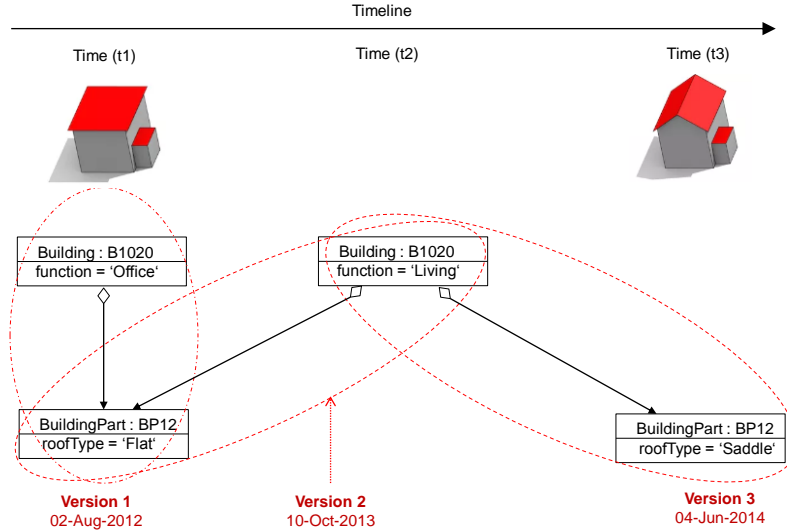 Timeline
Time (t1)
Time (t2)
Time (t3)
Building : B1020
function = ‘Office‘
Building : B1020
function = ‘Living‘
BuildingPart : BP12
roofType = ‘Flat‘
BuildingPart : BP12
roofType = ‘Saddle‘
Version 1
02-Aug-2012
Version 2
10-Oct-2013
Version 3
04-Jun-2014